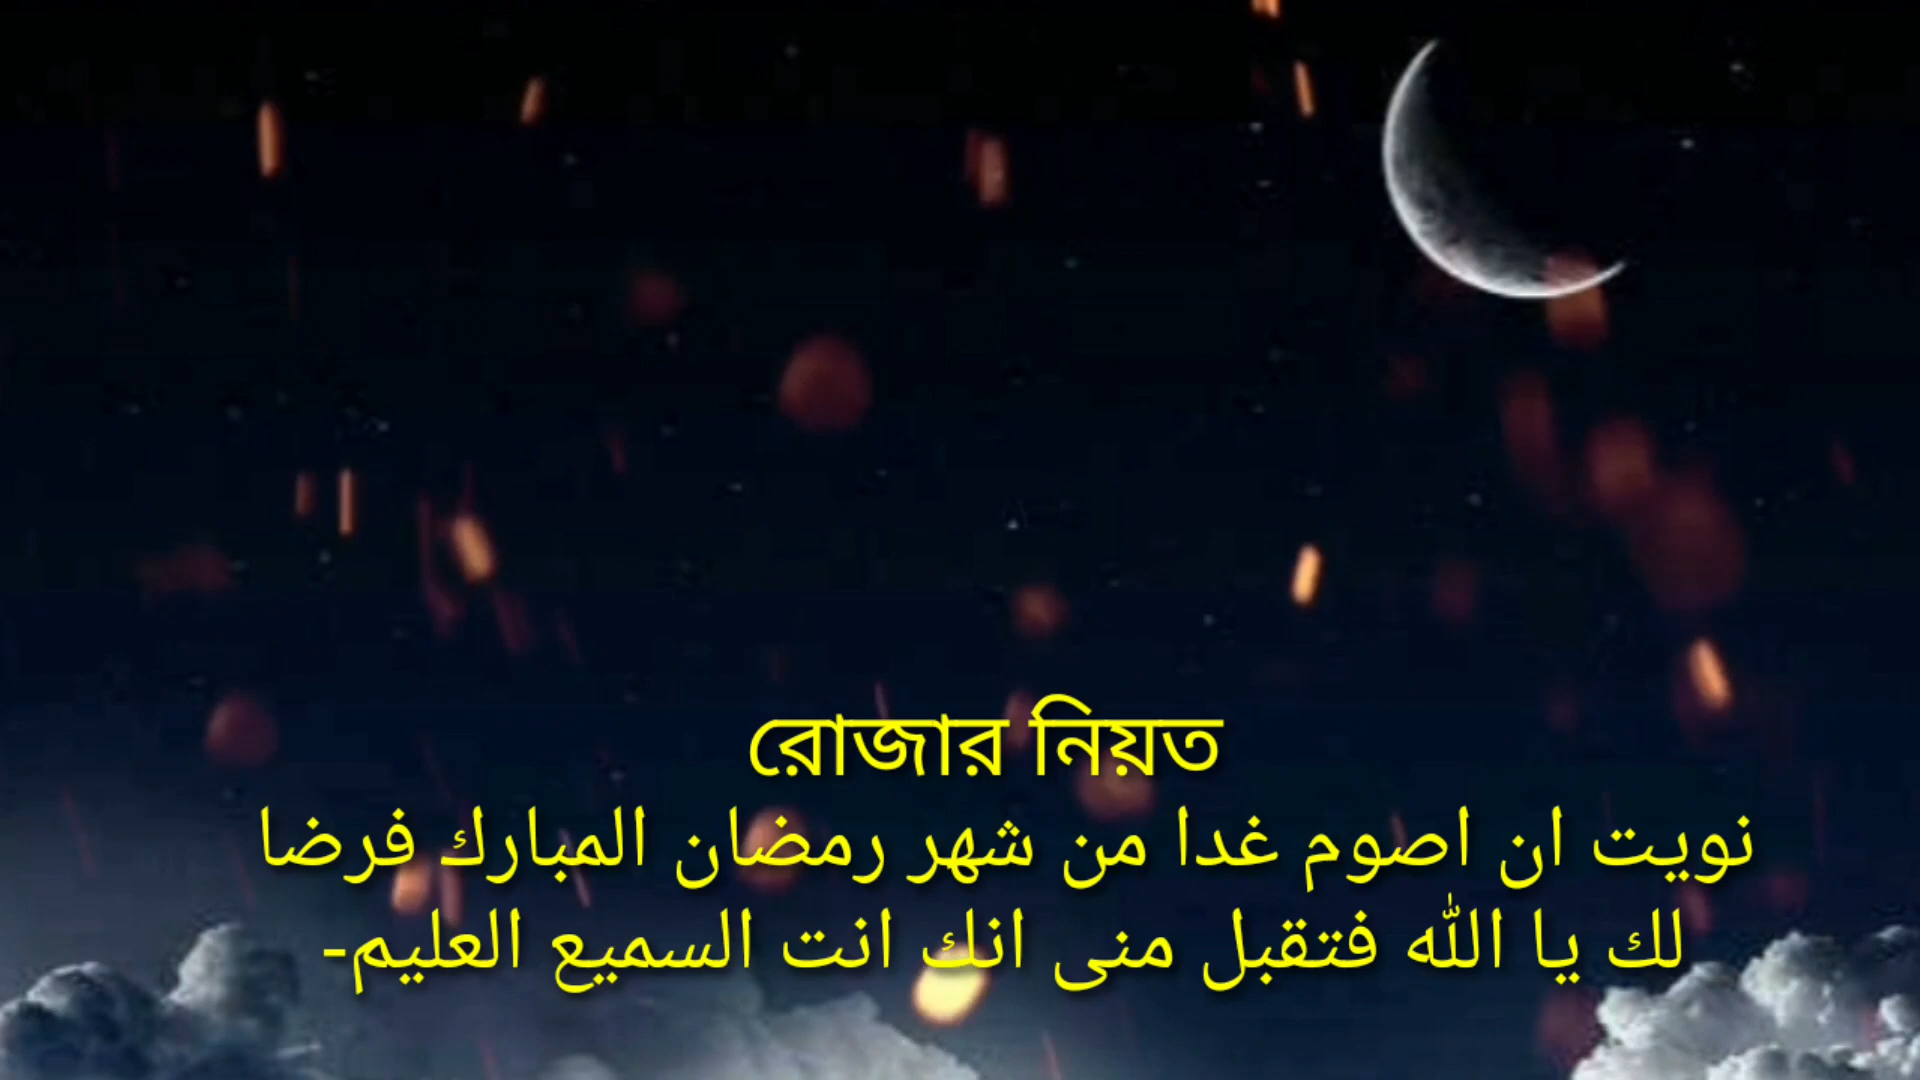 রোজার নিয়ত
نويت ان اصوم غدا من شهر رمضان المبارك فرضا
لك يا الله فتقبل منى انك انت السميع العليم-